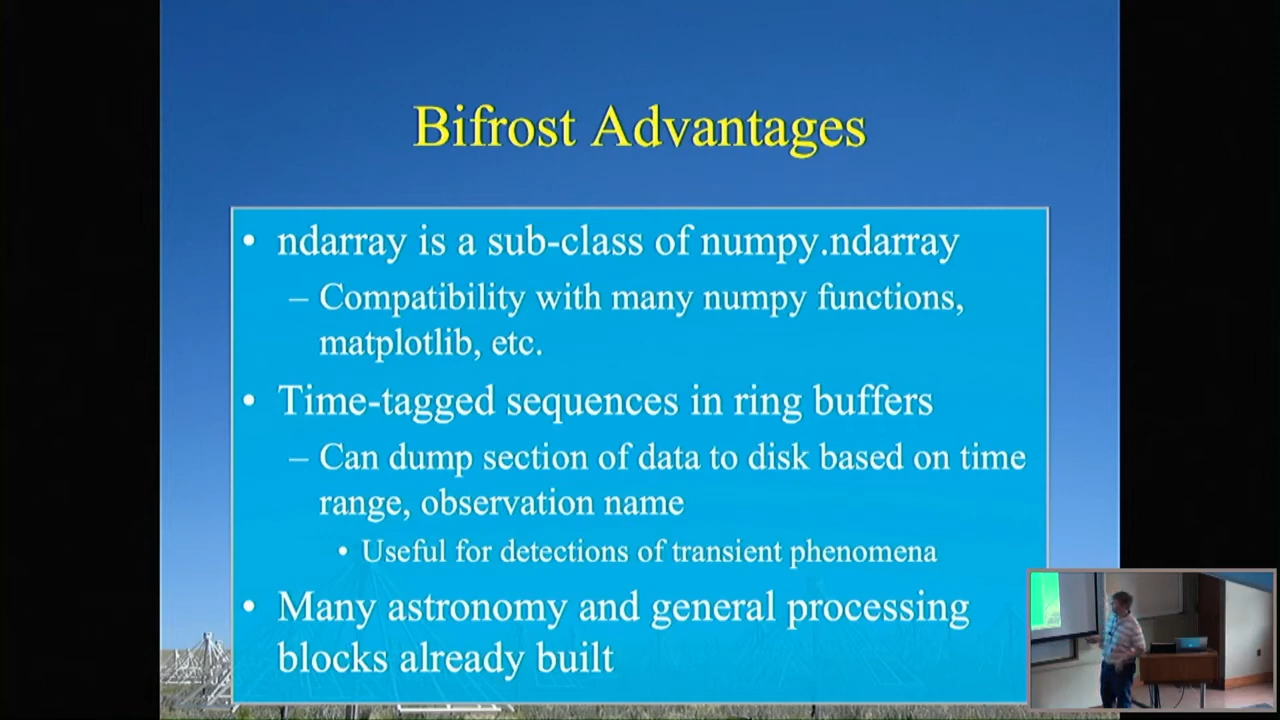 Bifrost Advantages
• ndarray is a sub-class of numpy.ndarray
– Compatibility with many numpy functions,
matplotlib, etc.
• Time-tagged sequences in ring buffers
– Can dump section of data to disk based on time
range, observation name
• Useful for detections of transient phenomena
• Many astronomy and general processing
blocks already built